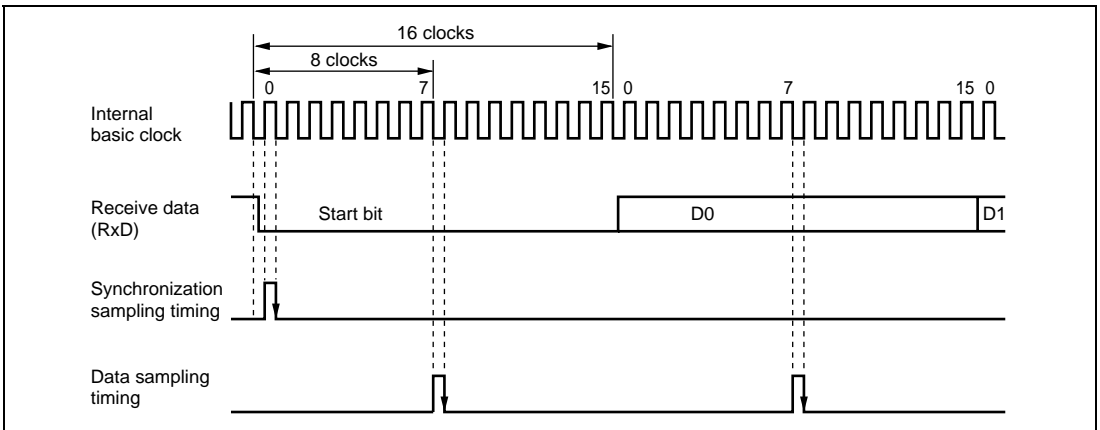 16 clocks
8 clocks
0 7 15 0 7 15 0
Internal
basic clock
Receive data
(RxD)
Start bit D0 D1
Synchronization
sampling timing
Data sampling
timing